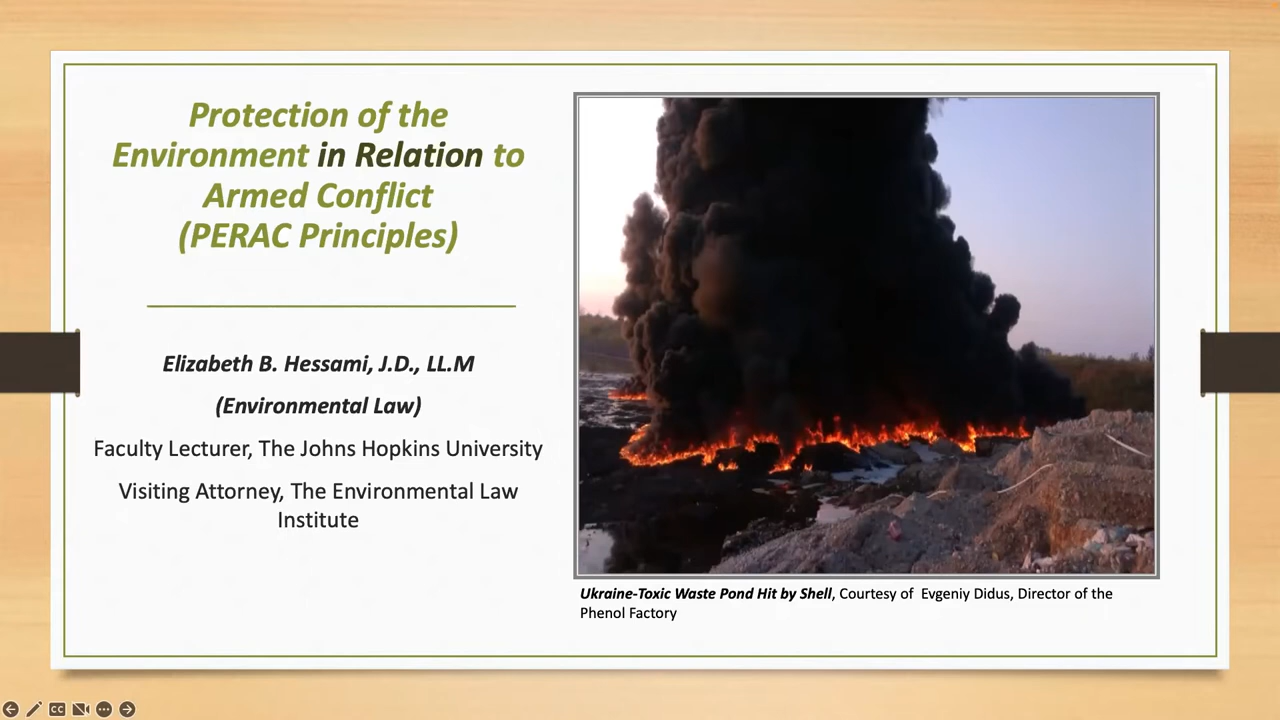 Protection of the
Environment in Relation to
Armed Conflict
(PERAC Principles)
Elizabeth B. Hessami, J.D., LL.M
(Environmental Law)
Faculty Lecturer, The Johns Hopkins University
Visiting Attorney, The Environmental Law
Institute
Ukraine-Toxic Waste Pond Hit by Shell, Courtesy of Evgeniy Didus, Director of the
Phenol Factory
CC